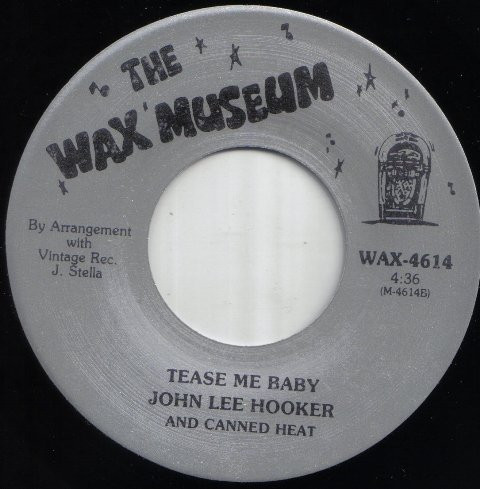 THE
WAX MUSEUM
By Arrangement
with
Vintage Rec.
J. Stella
WAX-4614
4:36
(M-4614B)
TEASE ME BABY
JOHN LEE HOOKER
AND CANNED HEAT